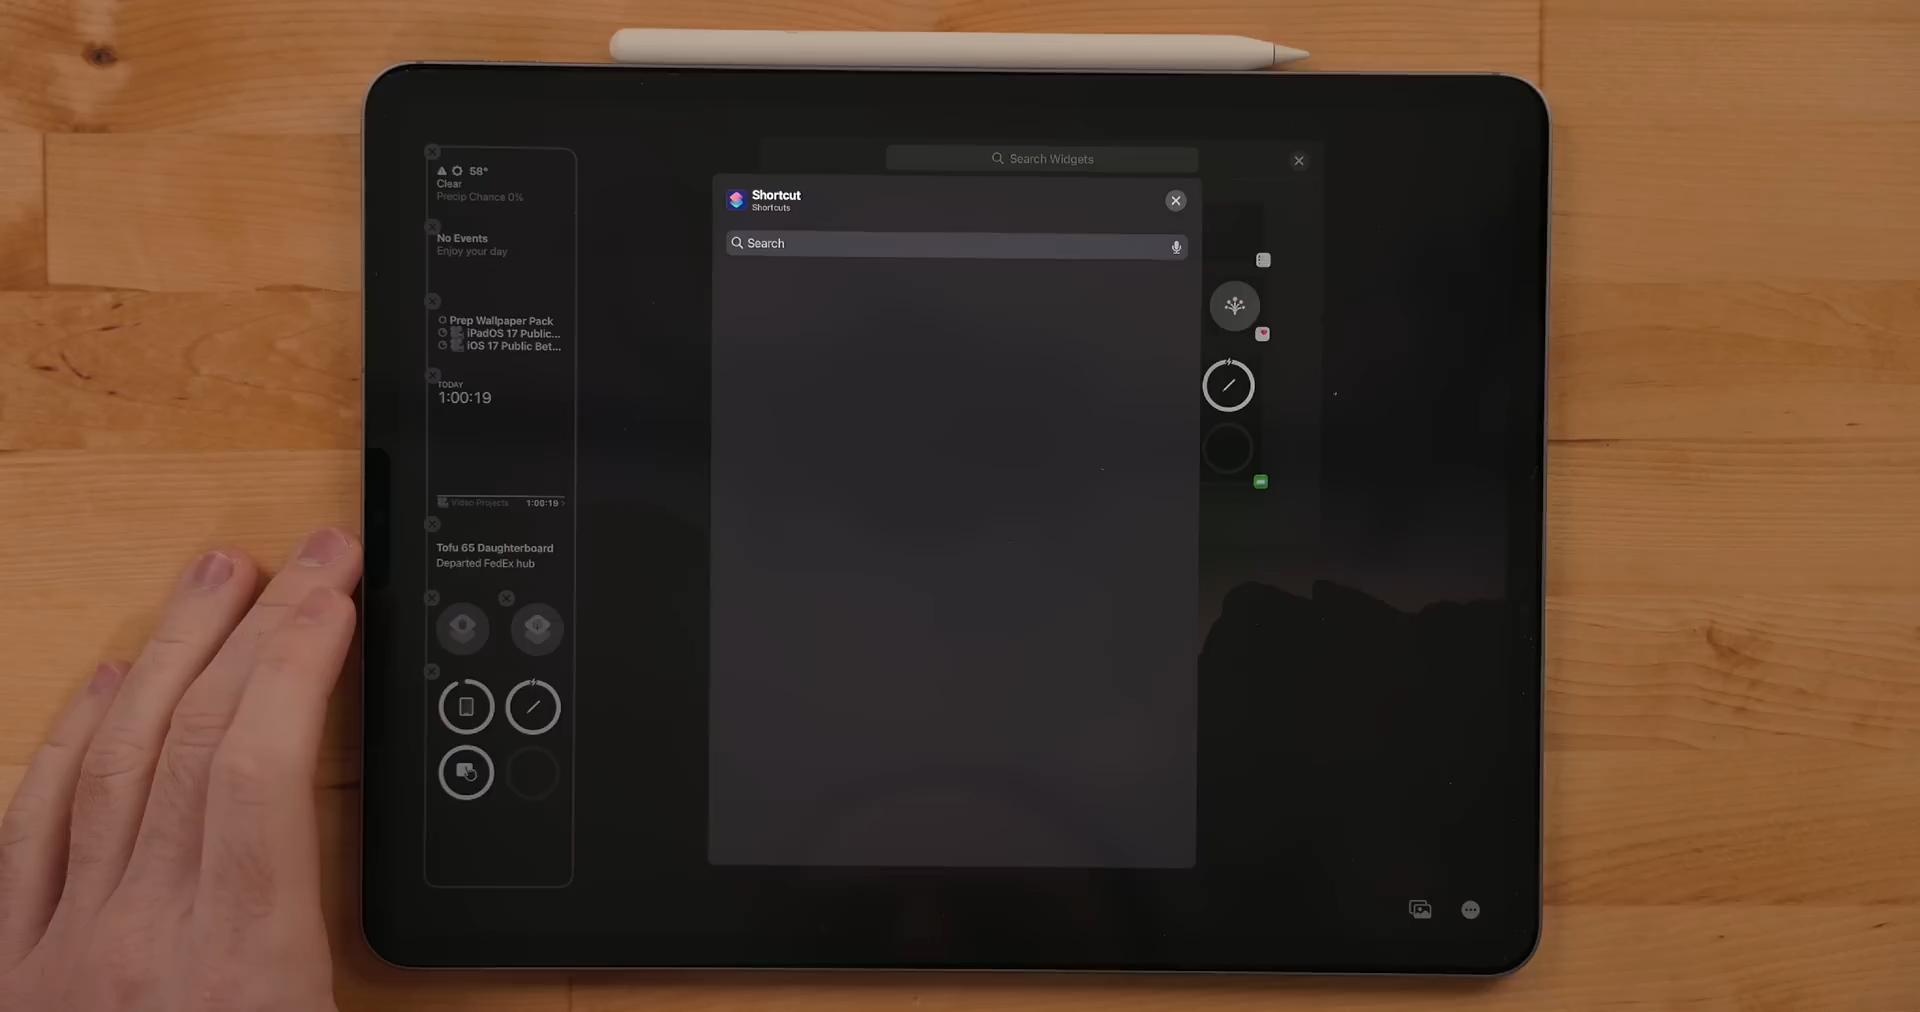 58°
Clear
Precip Chance 0%
No Events
Enjoy your day
Prep Wallpaper Pack
iPadOS 17 Public...
iOS 17 Public Bet...
TODAY
1:00:19
Video Projects 1:00:19
Tofu 65 Daughterboard
Departed FedEx hub
Search Widgets
Shortcut
Shortcuts
Search